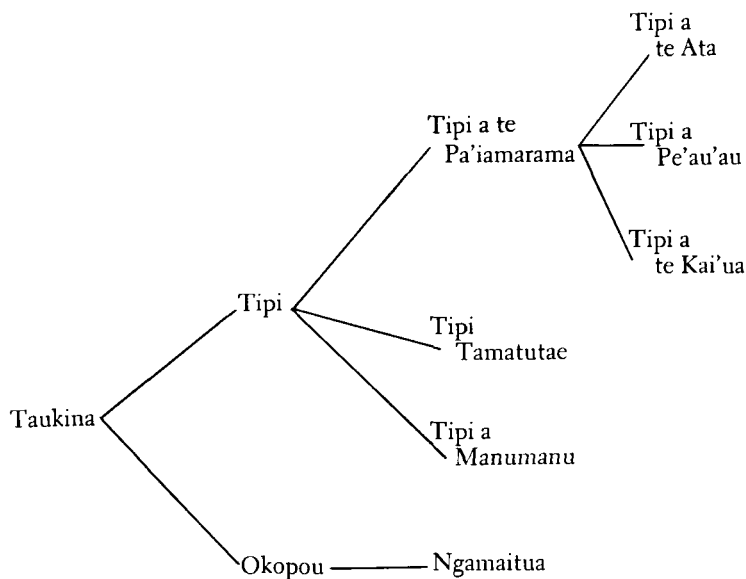 Tipi a
te Ata
Tipi a te
Pa'iamarama
Tipi a
Pe'au'au
Tipi a
te Kai'ua
Tipi
Tipi
Tamatutae
Taukina
Tipi a
Manumanu
Okopou
Ngamaitua